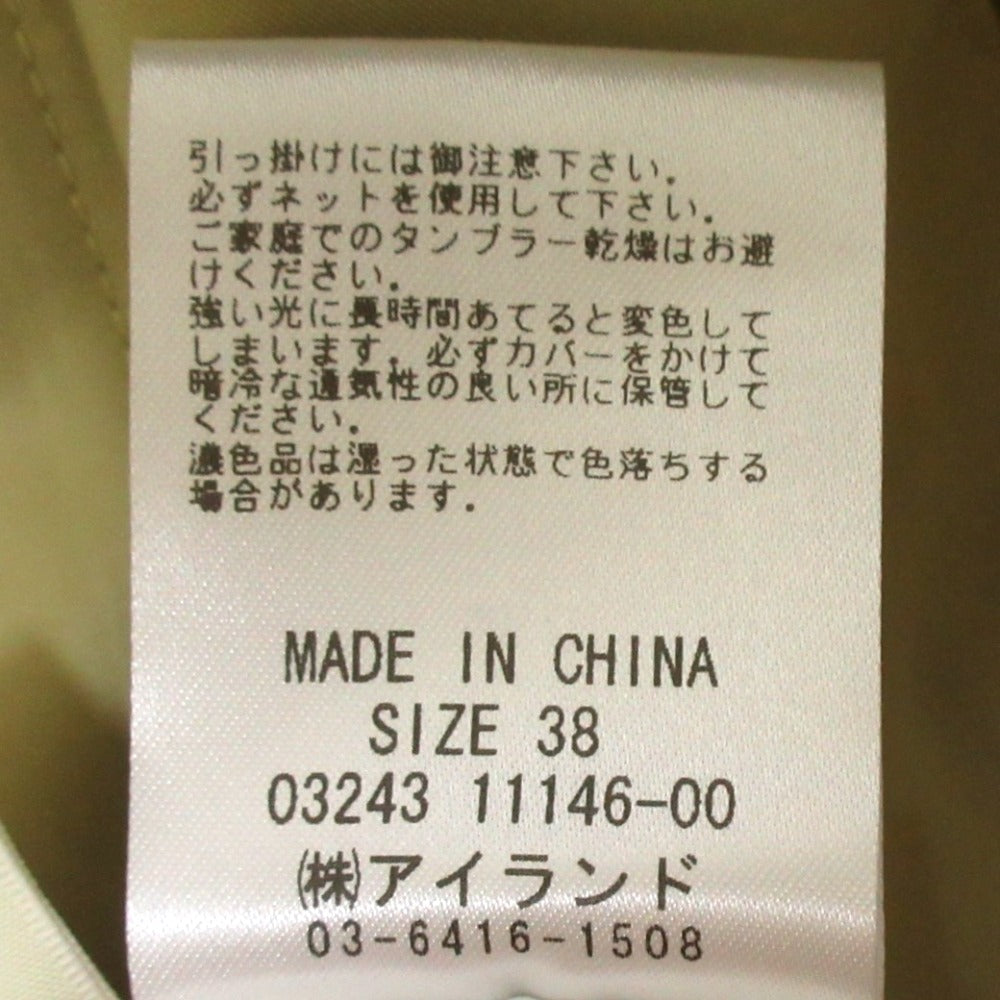 引っ掛けには御注意下さい.
必ずネットを使用して下さい.
ご家庭でのタンブラー乾燥はお避
けください.
強い光に長時間あてると変色して
しまいます. 必ずカバーをかけて
暗冷な通気性の良い所に保管して
ください.
濃色品は湿った状態で色落ちする
場合があります.
MADE IN CHINA
SIZE 38
03243 11146-00
㈱アイランド
03-6416-1508